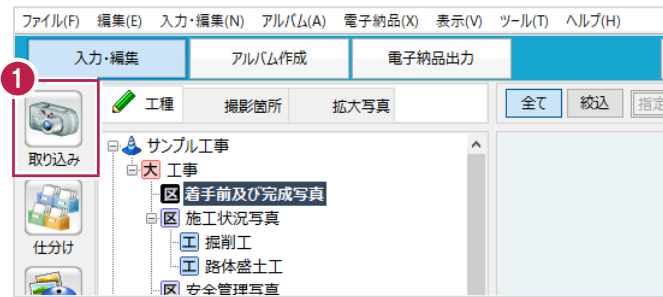 ファイル(F) 編集(E) 入力・編集(N) アルバム(A) 電子納品(X) 表示(V) ツール(T) ヘルプ(H)
入力・編集 アルバム作成 電子納品出力
1
取り込み
仕分け
工種 撮影箇所 拡大写真
全て 絞込 指定
サンプル工事
大 工事
区 着手前及び完成写真
区 施工状況写真
工 掘削工
工 路体盛土工
区 安全管理写真